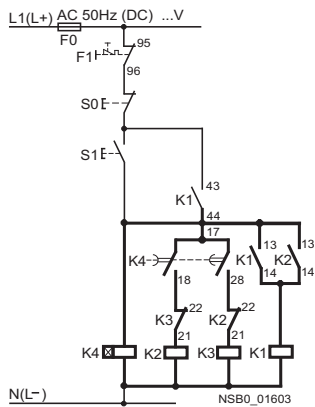 L1(L+) AC 50Hz (DC) ...V
F0
95
F1
96
S0
S1
43
K1
44
17
13 13
K4 K1 K2
18 28 14 14
22 22
K3 K2
21 21
K4 K2 K3 K1
N(L−) NSB0_01603